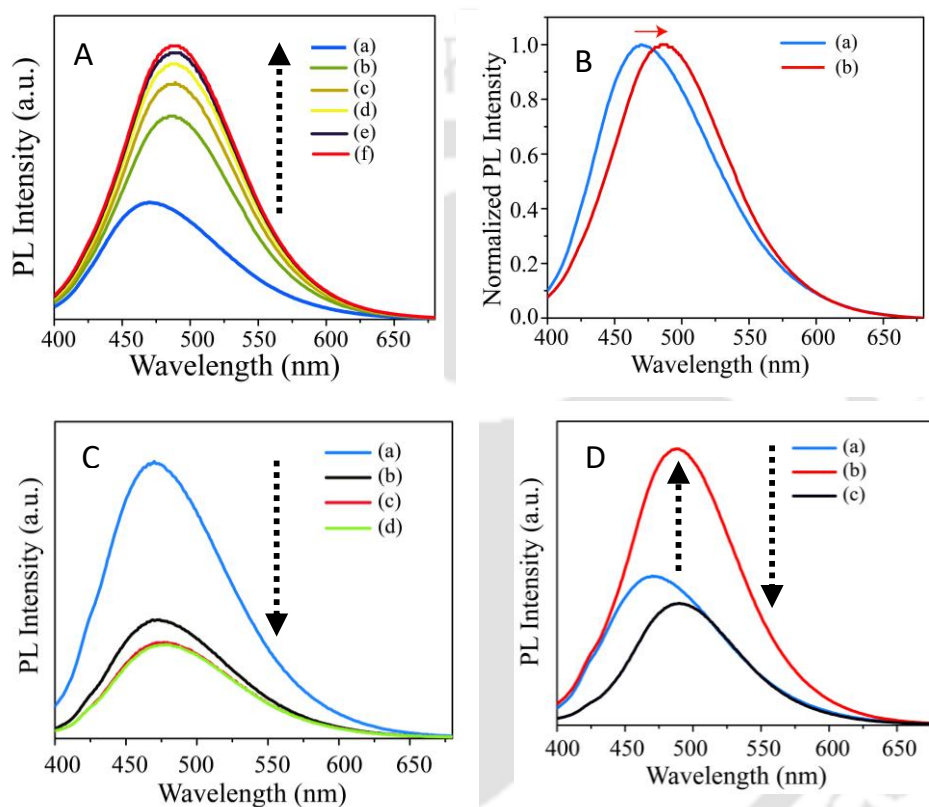 A
(a)
(b)
(c)
(d)
(e)
(f)
PL Intensity (a.u.)
400 450 500 550 600 650
Wavelength (nm)
B
(a)
(b)
Normalized PL Intensity
1.0
0.8
0.6
0.4
0.2
0.0
400 450 500 550 600 650
Wavelength (nm)
C
(a)
(b)
(c)
(d)
PL Intensity (a.u.)
400 450 500 550 600 650
Wavelength (nm)
D
(a)
(b)
(c)
PL Intensity (a.u.)
400 450 500 550 600 650
Wavelength (nm)